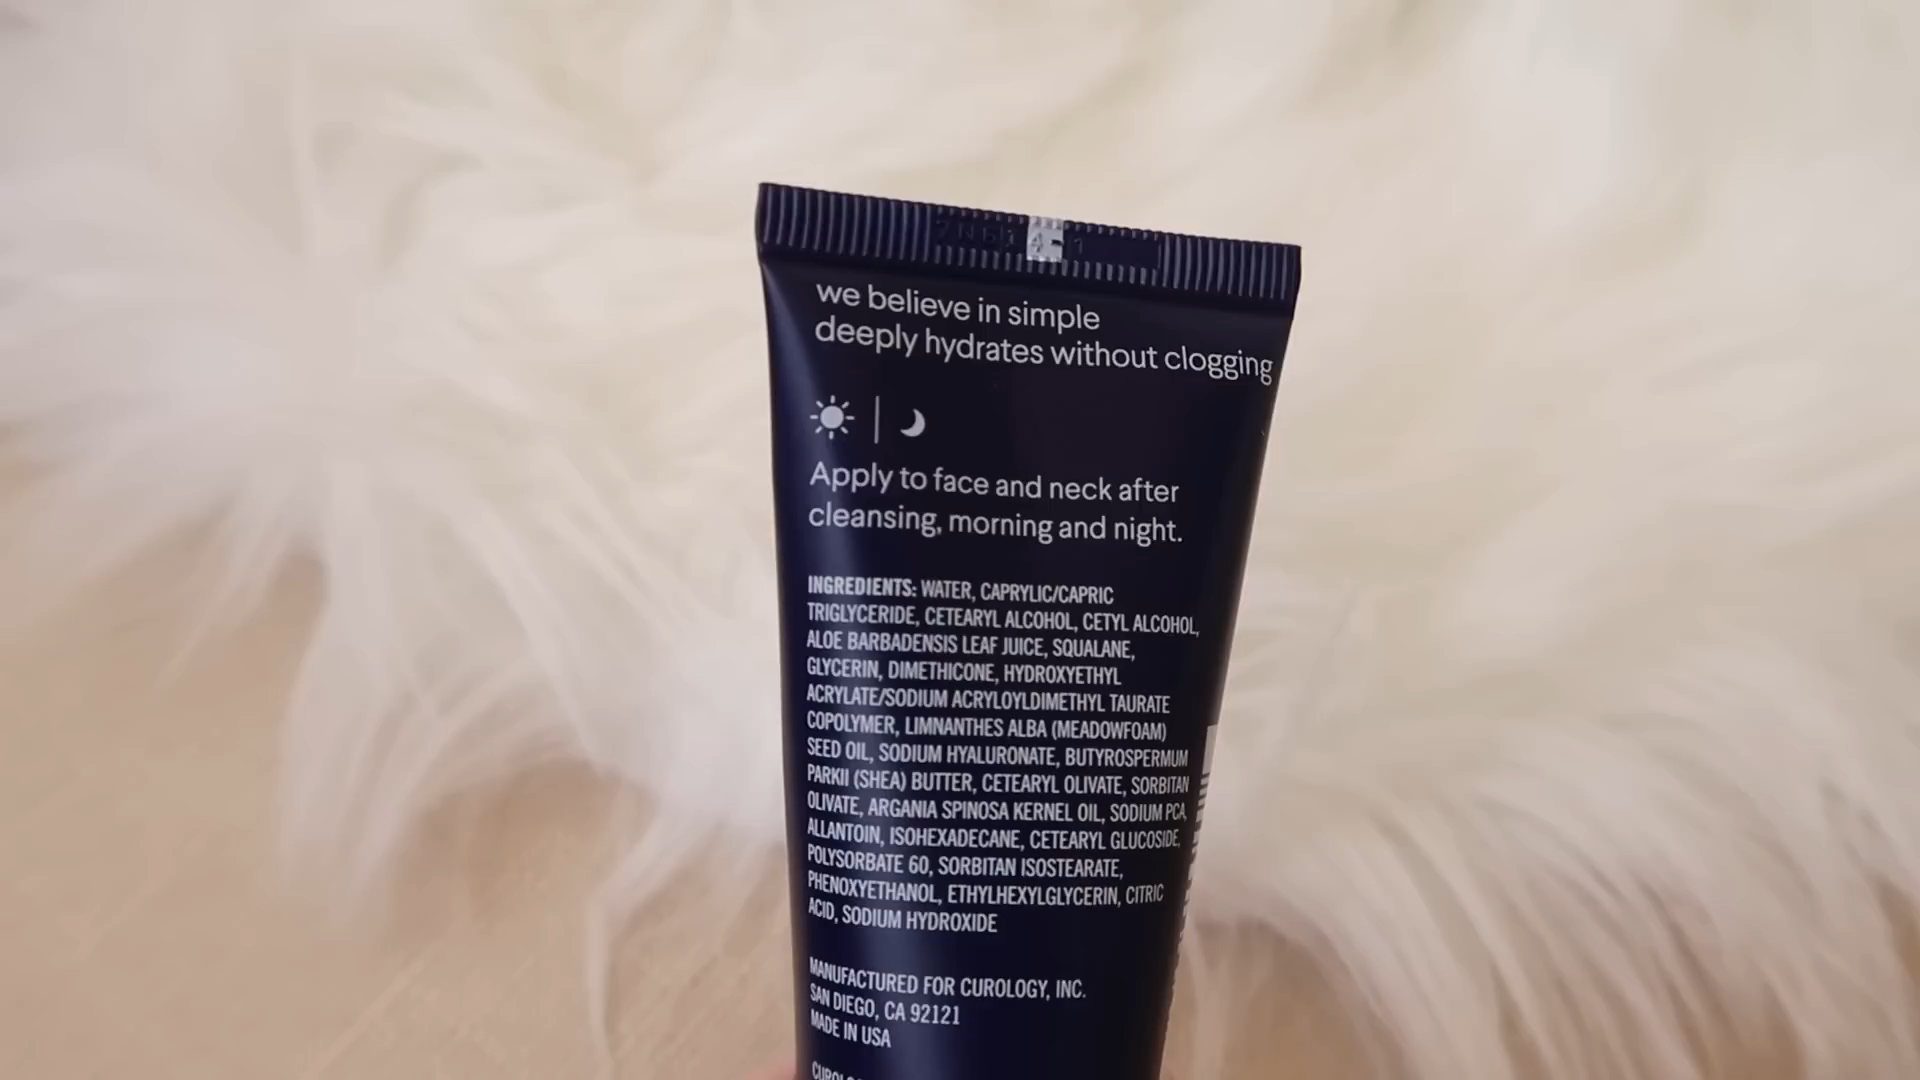 we believe in simple
deeply hydrates without clogging
Apply to face and neck after
cleansing, morning and night.
INGREDIENTS: WATER, CAPRYLIC/CAPRIC
TRIGLYCERIDE, CETEARYL ALCOHOL, CETYL ALCOHOL,
ALOE BARBADENSIS LEAF JUICE, SQUALANE,
GLYCERIN, DIMETHICONE, HYDROXYETHYL
ACRYLATE/SODIUM ACRYLOYLDIMETHYL TAURATE
COPOLYMER, LIMNANTHES ALBA (MEADOWFOAM)
SEED OIL, SODIUM HYALURONATE, BUTYROSPERMUM
PARKII (SHEA) BUTTER, CETEARYL OLIVATE, SORBITAN
OLIVATE, ARGANIA SPINOSA KERNEL OIL, SODIUM PCA,
ALLANTOIN, ISOHEXADECANE, CETEARYL GLUCOSIDE,
POLYSORBATE 60, SORBITAN ISOSTEARATE,
PHENOXYETHANOL, ETHYLHEXYLGLYCERIN, CITRIC
ACID, SODIUM HYDROXIDE
MANUFACTURED FOR CUROLOGY, INC.
SAN DIEGO, CA 92121
MADE IN USA